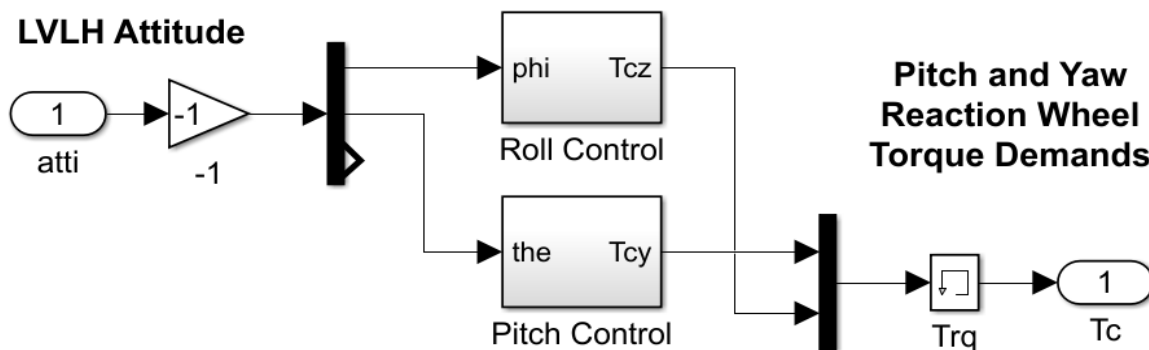 LVLH Attitude
1
atti
-1
-1
phi
Tcz
Roll Control
the
Tcy
Pitch Control
Pitch and Yaw
Reaction Wheel
Torque Demands
Trq
1
Tc